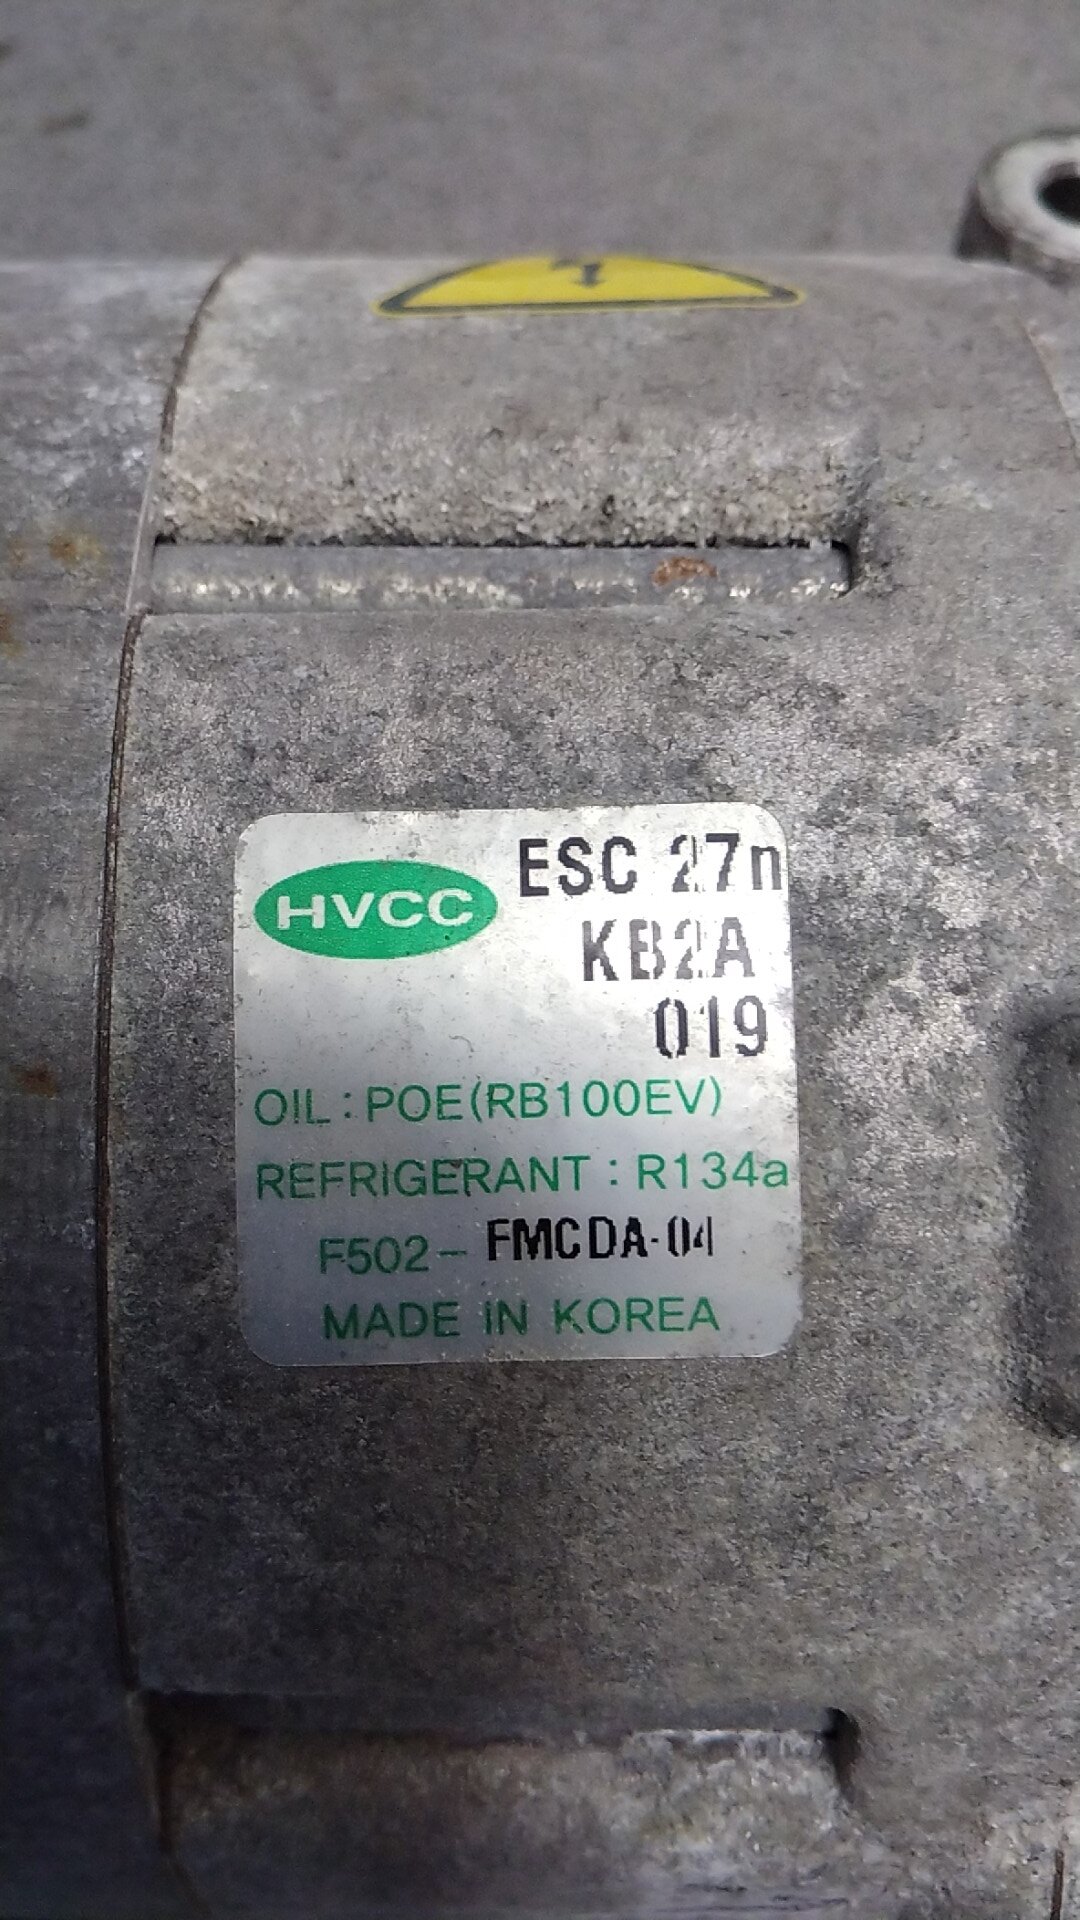 HVCC
ESC 27n
KB2A
019
OIL : POE(RB100EV)
REFRIGERANT : R134a
F502- FMCDA-04
MADE IN KOREA